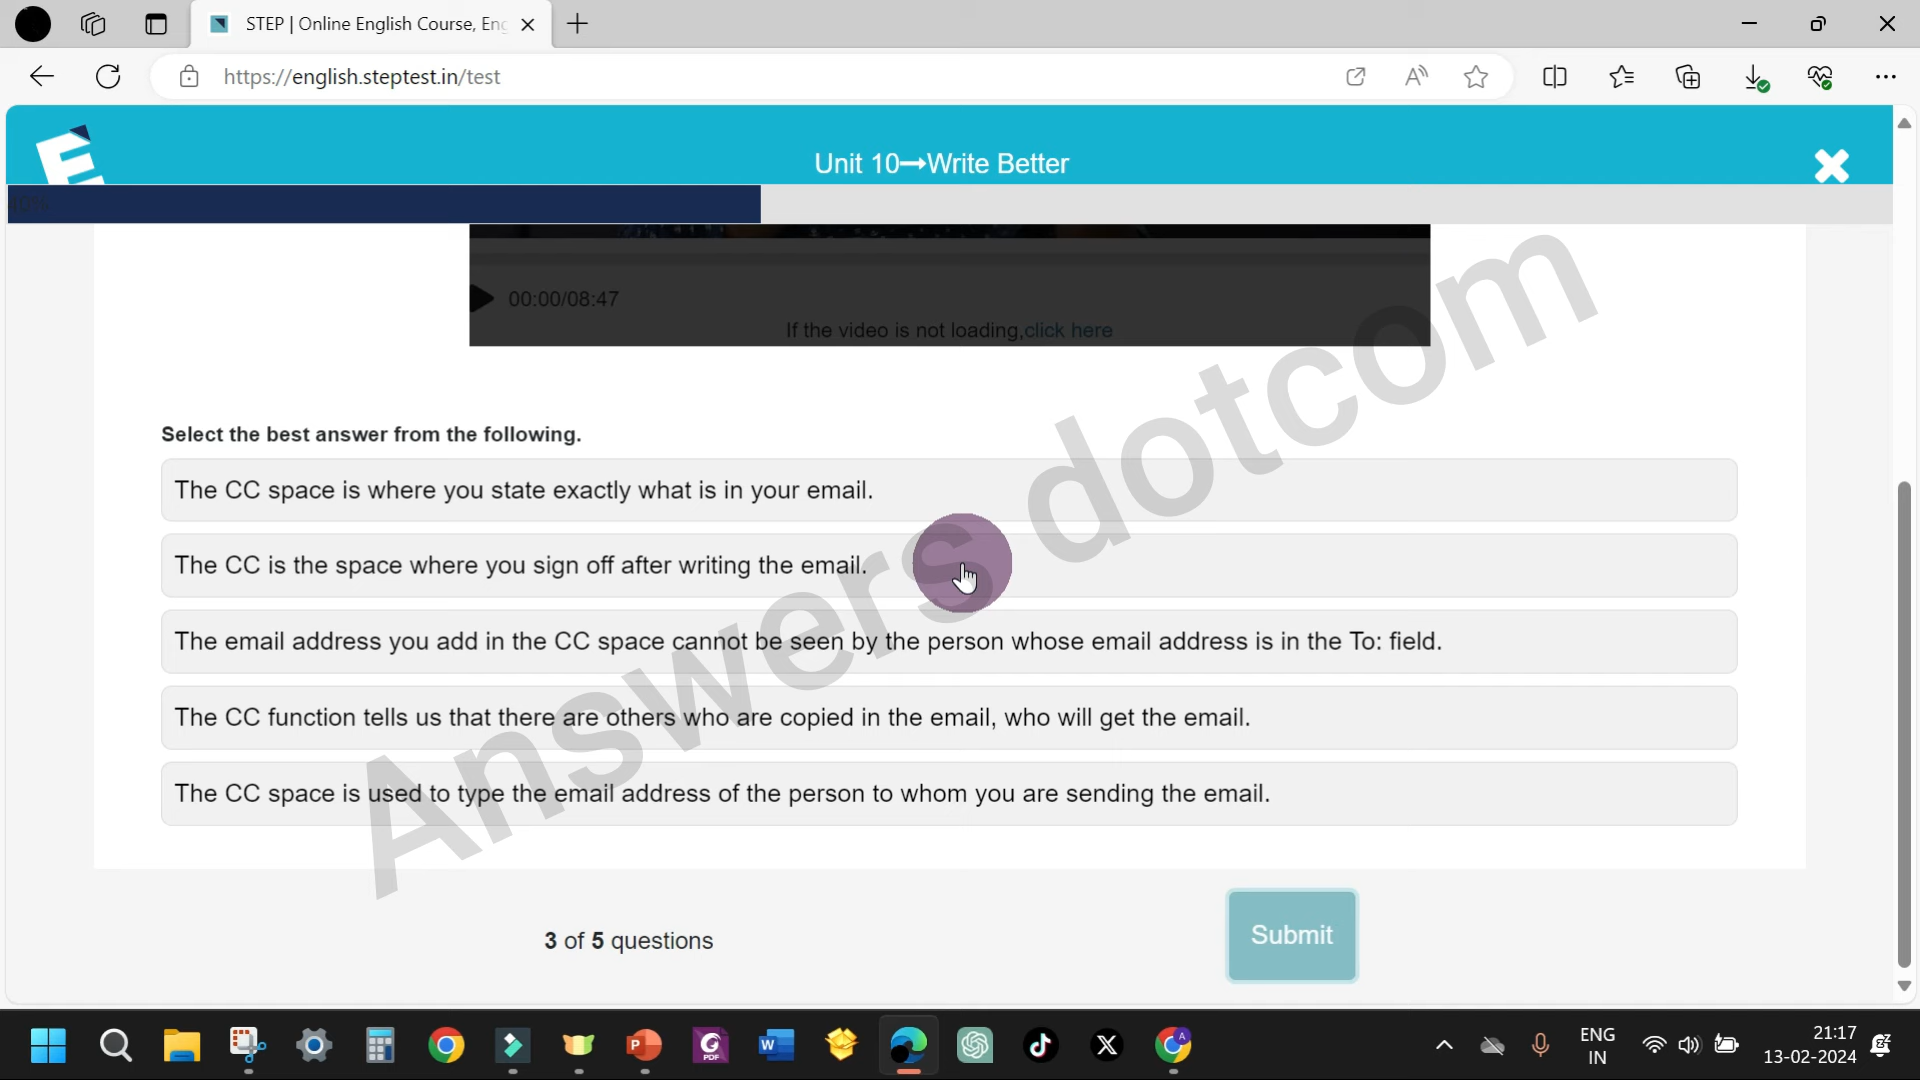 STEP | Online English Course, Eng
https://english.steptest.in/test
Unit 10→Write Better
40%
00:00/08:47
If the video is not loading,click here
Select the best answer from the following.
The CC space is where you state exactly what is in your email.
The CC is the space where you sign off after writing the email.
The email address you add in the CC space cannot be seen by the person whose email address is in the To: field.
The CC function tells us that there are others who are copied in the email, who will get the email.
The CC space is used to type the email address of the person to whom you are sending the email.
Answers dotcom
3 of 5 questions
Submit
ENG
IN
21:17
13-02-2024